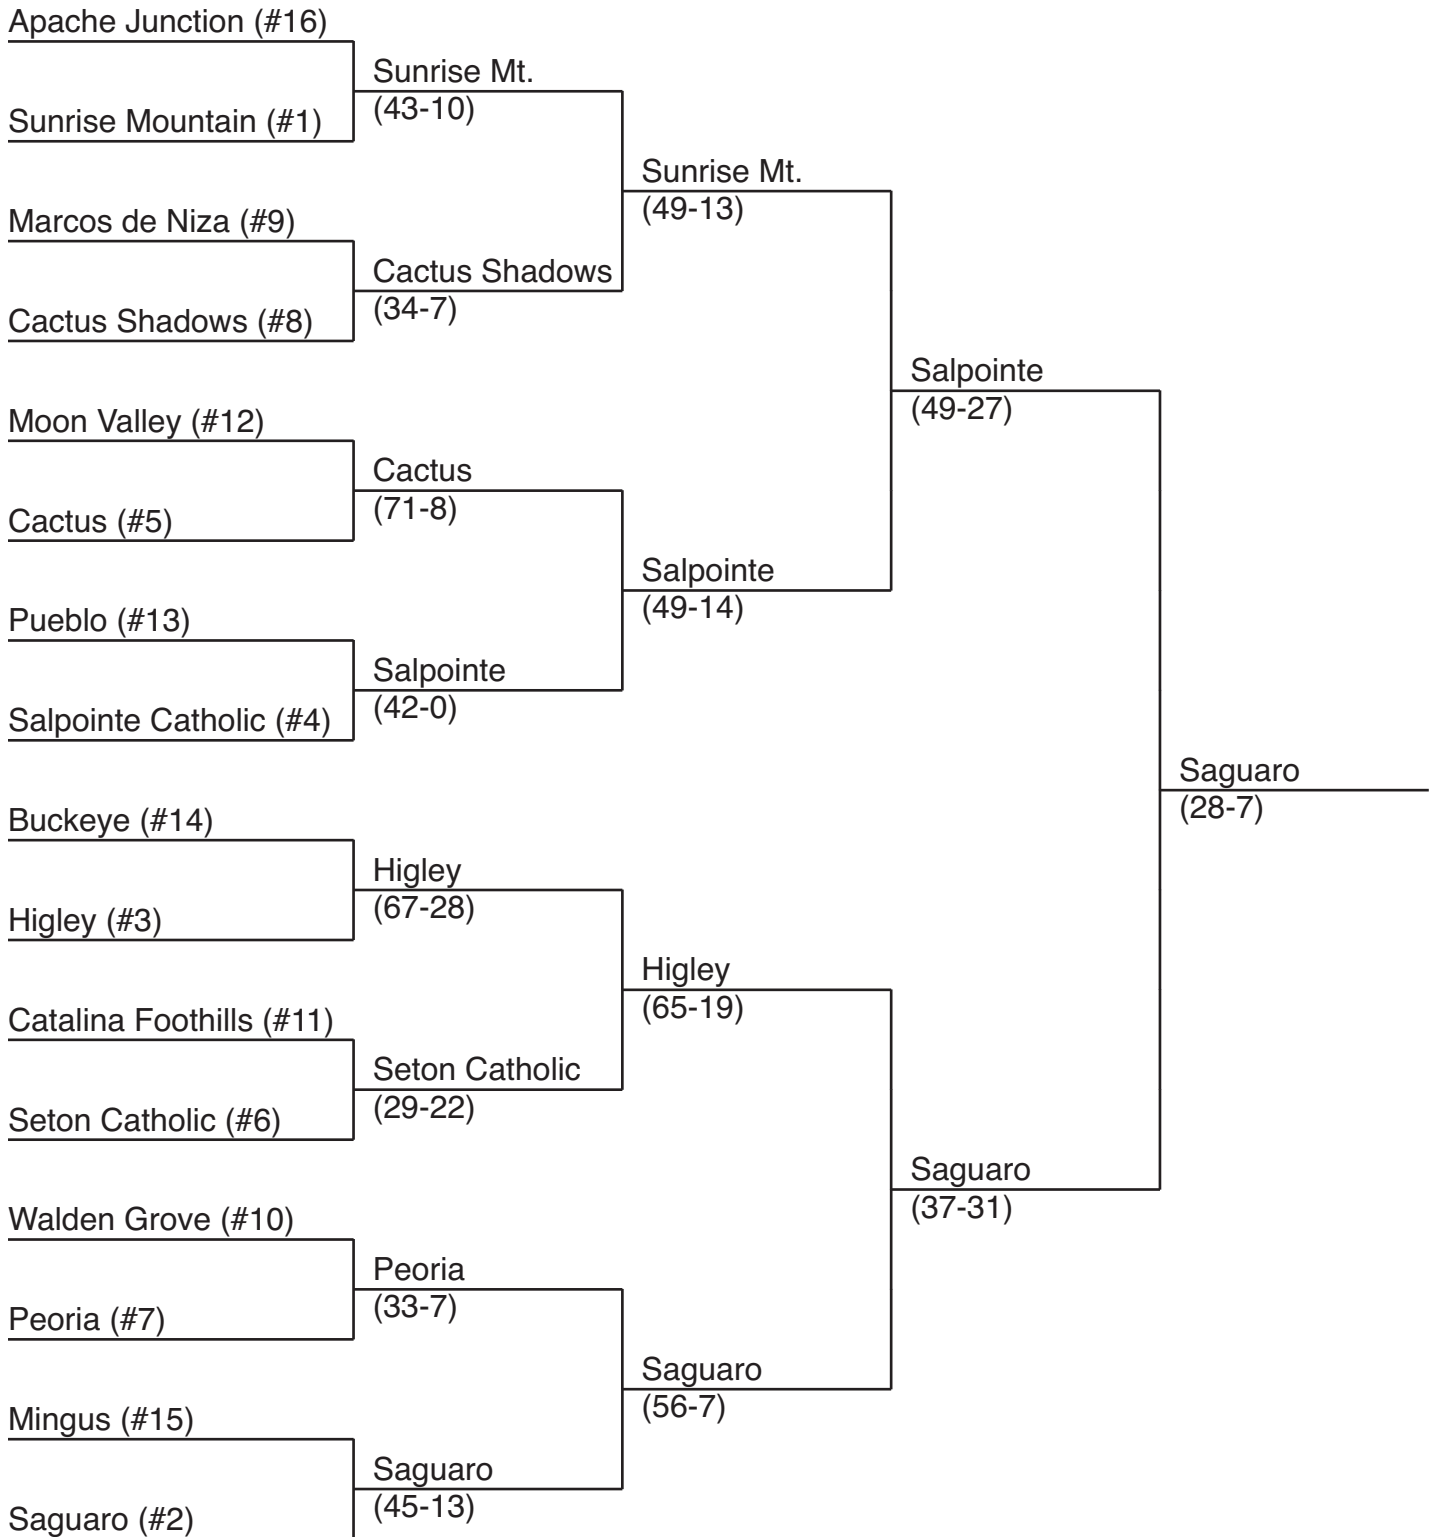 Apache Junction (#16)
Sunrise Mountain (#1)
Marcos de Niza (#9)
Cactus Shadows (#8)
Moon Valley (#12)
Cactus (#5)
Pueblo (#13)
Salpointe Catholic (#4)
Buckeye (#14)
Higley (#3)
Catalina Foothills (#11)
Seton Catholic (#6)
Walden Grove (#10)
Peoria (#7)
Mingus (#15)
Saguaro (#2)
Sunrise Mt.
(43-10)
Cactus Shadows
(34-7)
Cactus
(71-8)
Salpointe
(42-0)
Higley
(67-28)
Seton Catholic
(29-22)
Peoria
(33-7)
Saguaro
(45-13)
Sunrise Mt.
(49-13)
Salpointe
(49-14)
Higley
(65-19)
Saguaro
(56-7)
Salpointe
(49-27)
Saguaro
(37-31)
Saguaro
(28-7)